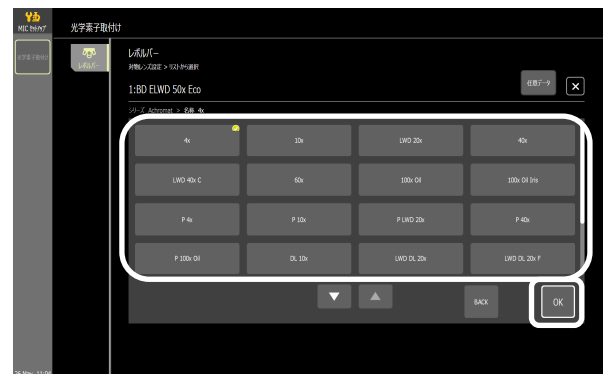 MIC ｾｯﾄｱｯﾌﾟ
光学素子取付け
光学素子取付け
レボルバー
レボルバー
対物レンズ設定 > リストから選択
1:BD ELWD 50x Eco
任意データ
シリーズ Achromat > 名称 4x
4x
10x
LWD 20x
40x
LWD 40x C
60x
100x Oil
100x Oil Iris
P 4x
P 10x
P LWD 20x
P 40x
P 100x Oil
DL 10x
LWD DL 20x
LWD DL 20x F
BACK
OK